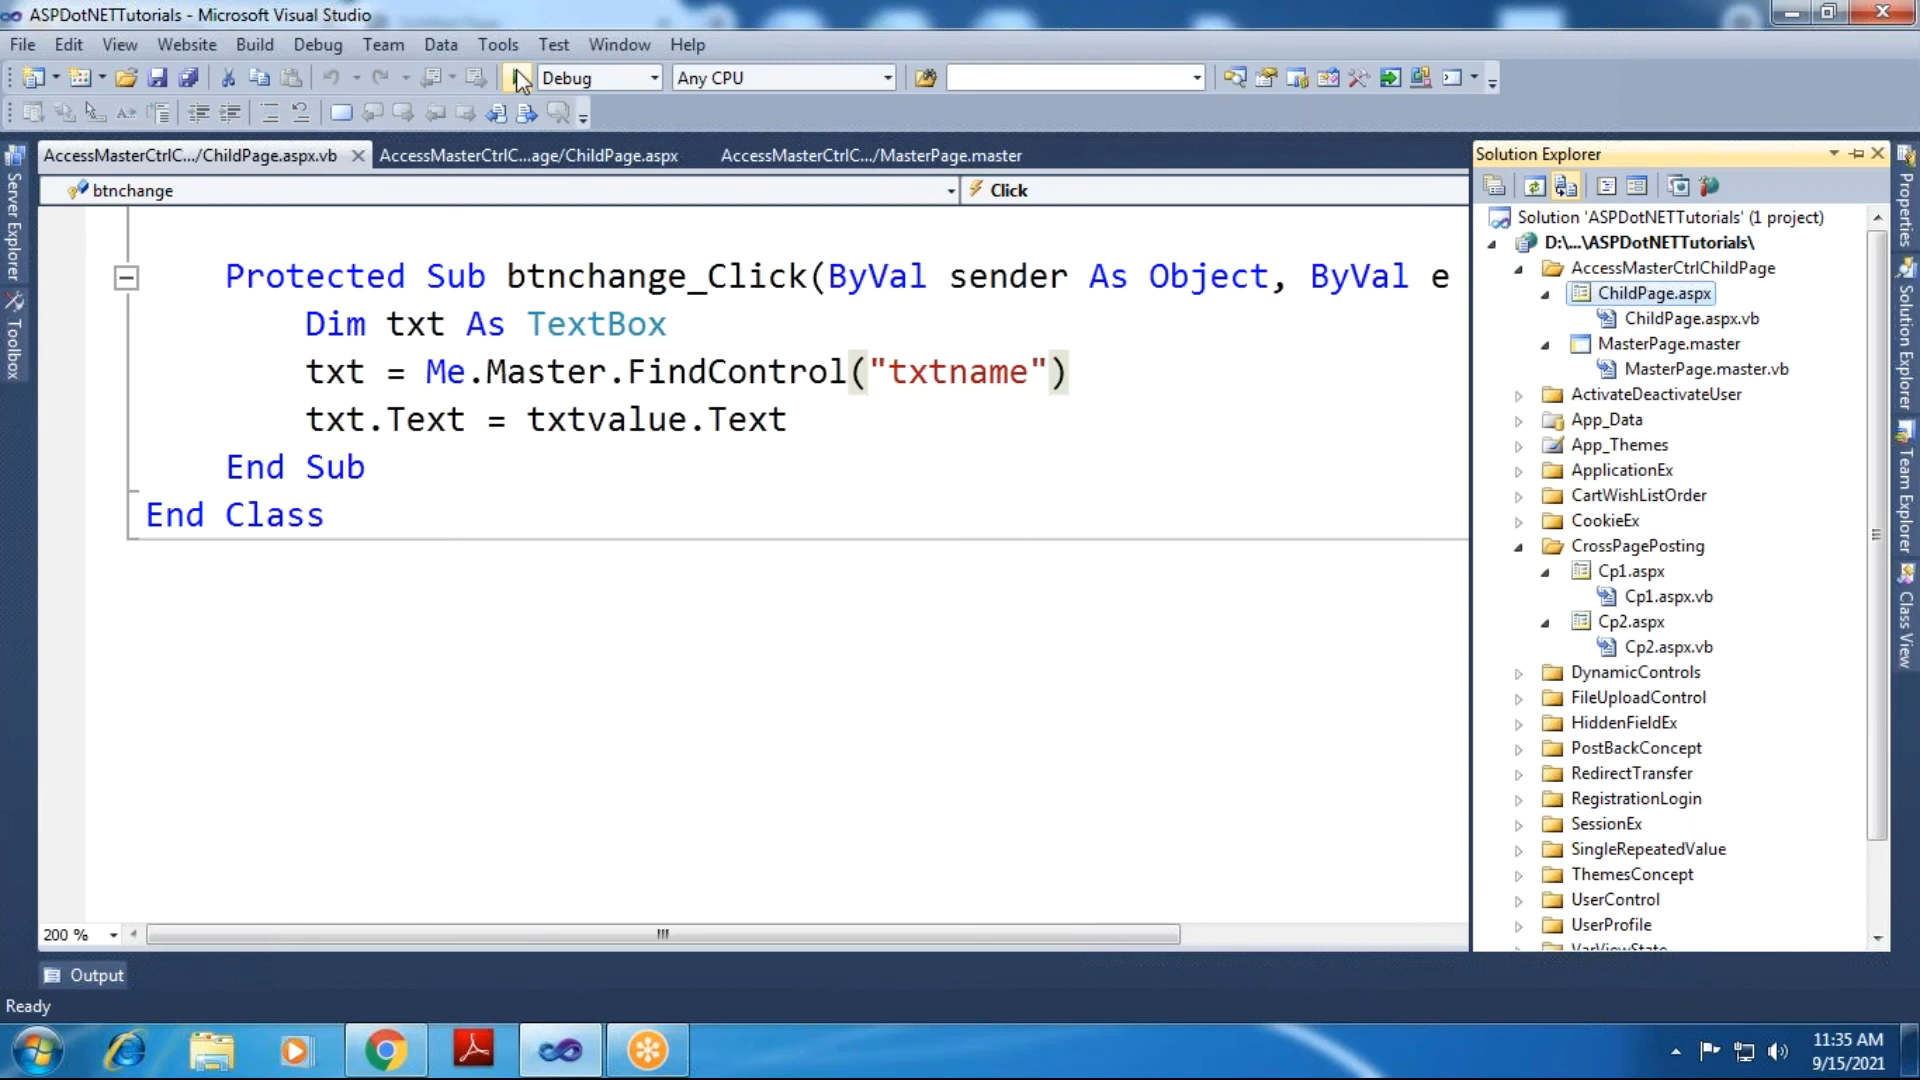 ASPDotNETTutorials - Microsoft Visual Studio
File Edit View Website Build Debug Team Data Tools Test Window Help
Debug Any CPU
AccessMasterCtrlC.../ChildPage.aspx.vb AccessMasterCtrlC...age/ChildPage.aspx AccessMasterCtrlC.../MasterPage.master
btnchange Click
Protected Sub btnchange_Click(ByVal sender As Object, ByVal e
Dim txt As TextBox
txt = Me.Master.FindControl("txtname")
txt.Text = txtvalue.Text
End Sub
End Class
200 %
Output
Ready
Server Explorer
Toolbox
Solution Explorer
Solution 'ASPDotNETTutorials' (1 project)
D:\...\ASPDotNETTutorials\
AccessMasterCtrlChildPage
ChildPage.aspx
ChildPage.aspx.vb
MasterPage.master
MasterPage.master.vb
ActivateDeactivateUser
App_Data
App_Themes
ApplicationEx
CartWishListOrder
CookieEx
CrossPagePosting
Cp1.aspx
Cp1.aspx.vb
Cp2.aspx
Cp2.aspx.vb
DynamicControls
FileUploadControl
HiddenFieldEx
PostBackConcept
RedirectTransfer
RegistrationLogin
SessionEx
SingleRepeatedValue
ThemesConcept
UserControl
UserProfile
VarViewState
Properties
Solution Explorer
Team Explorer
Class View
11:35 AM
9/15/2021